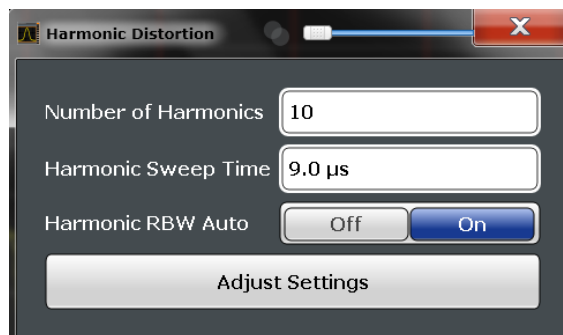 Harmonic Distortion
X
Number of Harmonics 10
Harmonic Sweep Time 9.0 µs
Harmonic RBW Auto Off On
Adjust Settings